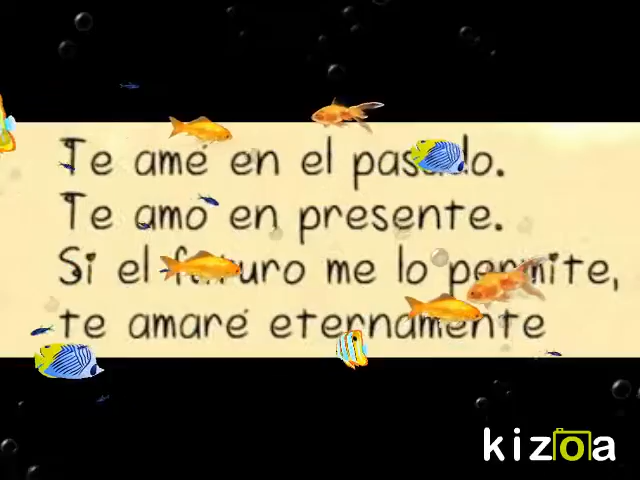 Te amé en el pasado.
Te amo en presente.
Si el futuro me lo permite,
te amaré eternamente
kizoa